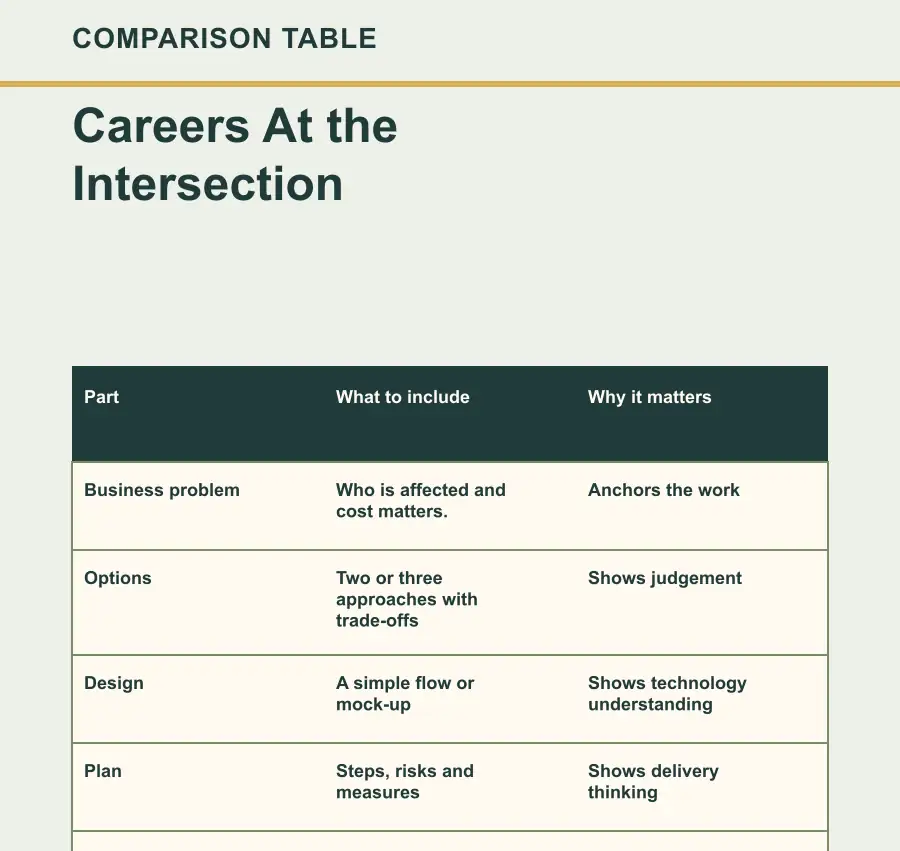 COMPARISON TABLE
Careers At the
Intersection
Part
What to include
Why it matters
Business problem
Who is affected and
cost matters.
Anchors the work
Options
Two or three
approaches with
trade-offs
Shows judgement
Design
A simple flow or
mock-up
Shows technology
understanding
Plan
Steps, risks and
measures
Shows delivery
thinking